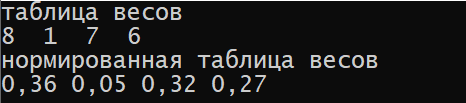 таблица весов
8 1 7 6
нормированная таблица весов
0,36 0,05 0,32 0,27